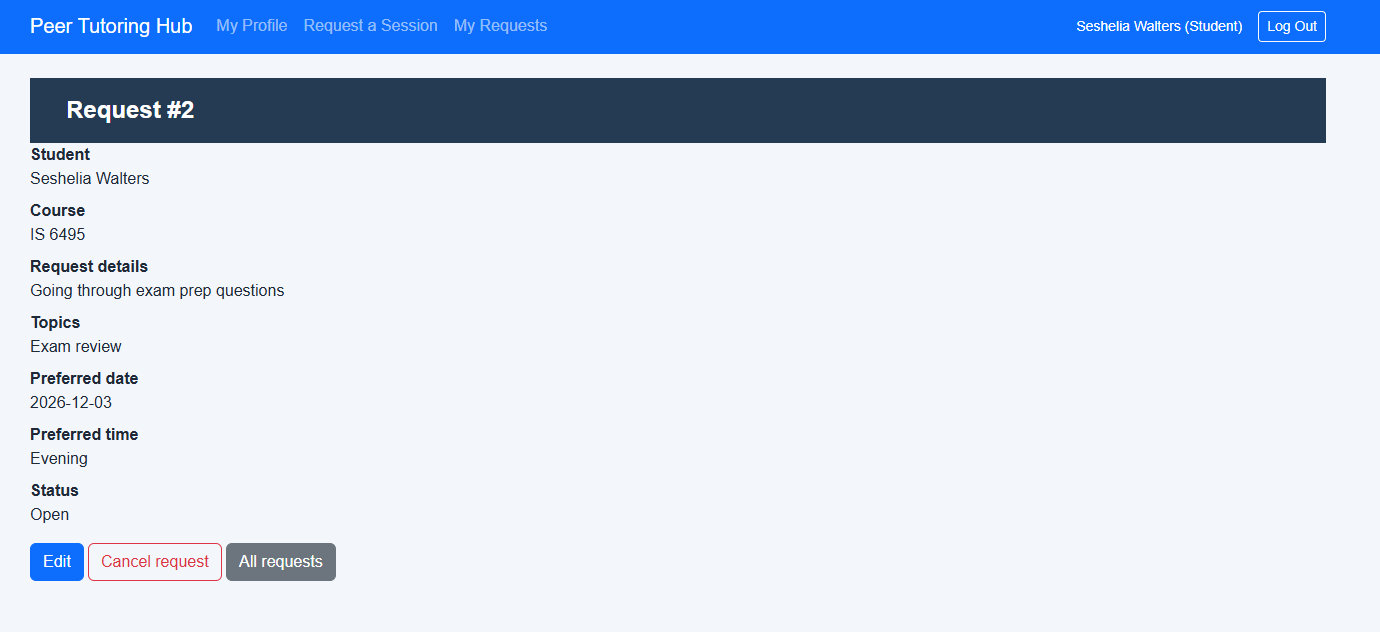 Peer Tutoring Hub My Profile Request a Session My Requests Seshelia Walters (Student) Log Out
Request #2
Student
Seshelia Walters
Course
IS 6495
Request details
Going through exam prep questions
Topics
Exam review
Preferred date
2026-12-03
Preferred time
Evening
Status
Open
Edit Cancel request All requests